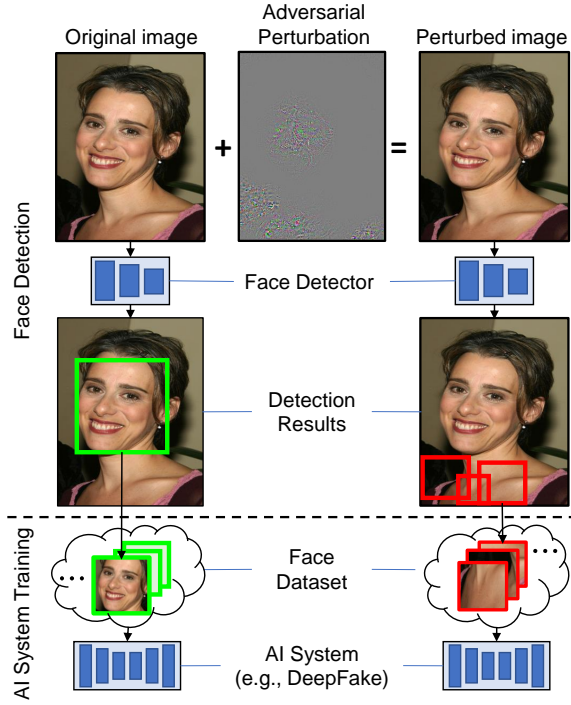 Original image
Adversarial
Perturbation
Perturbed image
+
=
Face Detection
Face Detector
Detection
Results
AI System Training
...
Face
Dataset
...
AI System
(e.g., DeepFake)